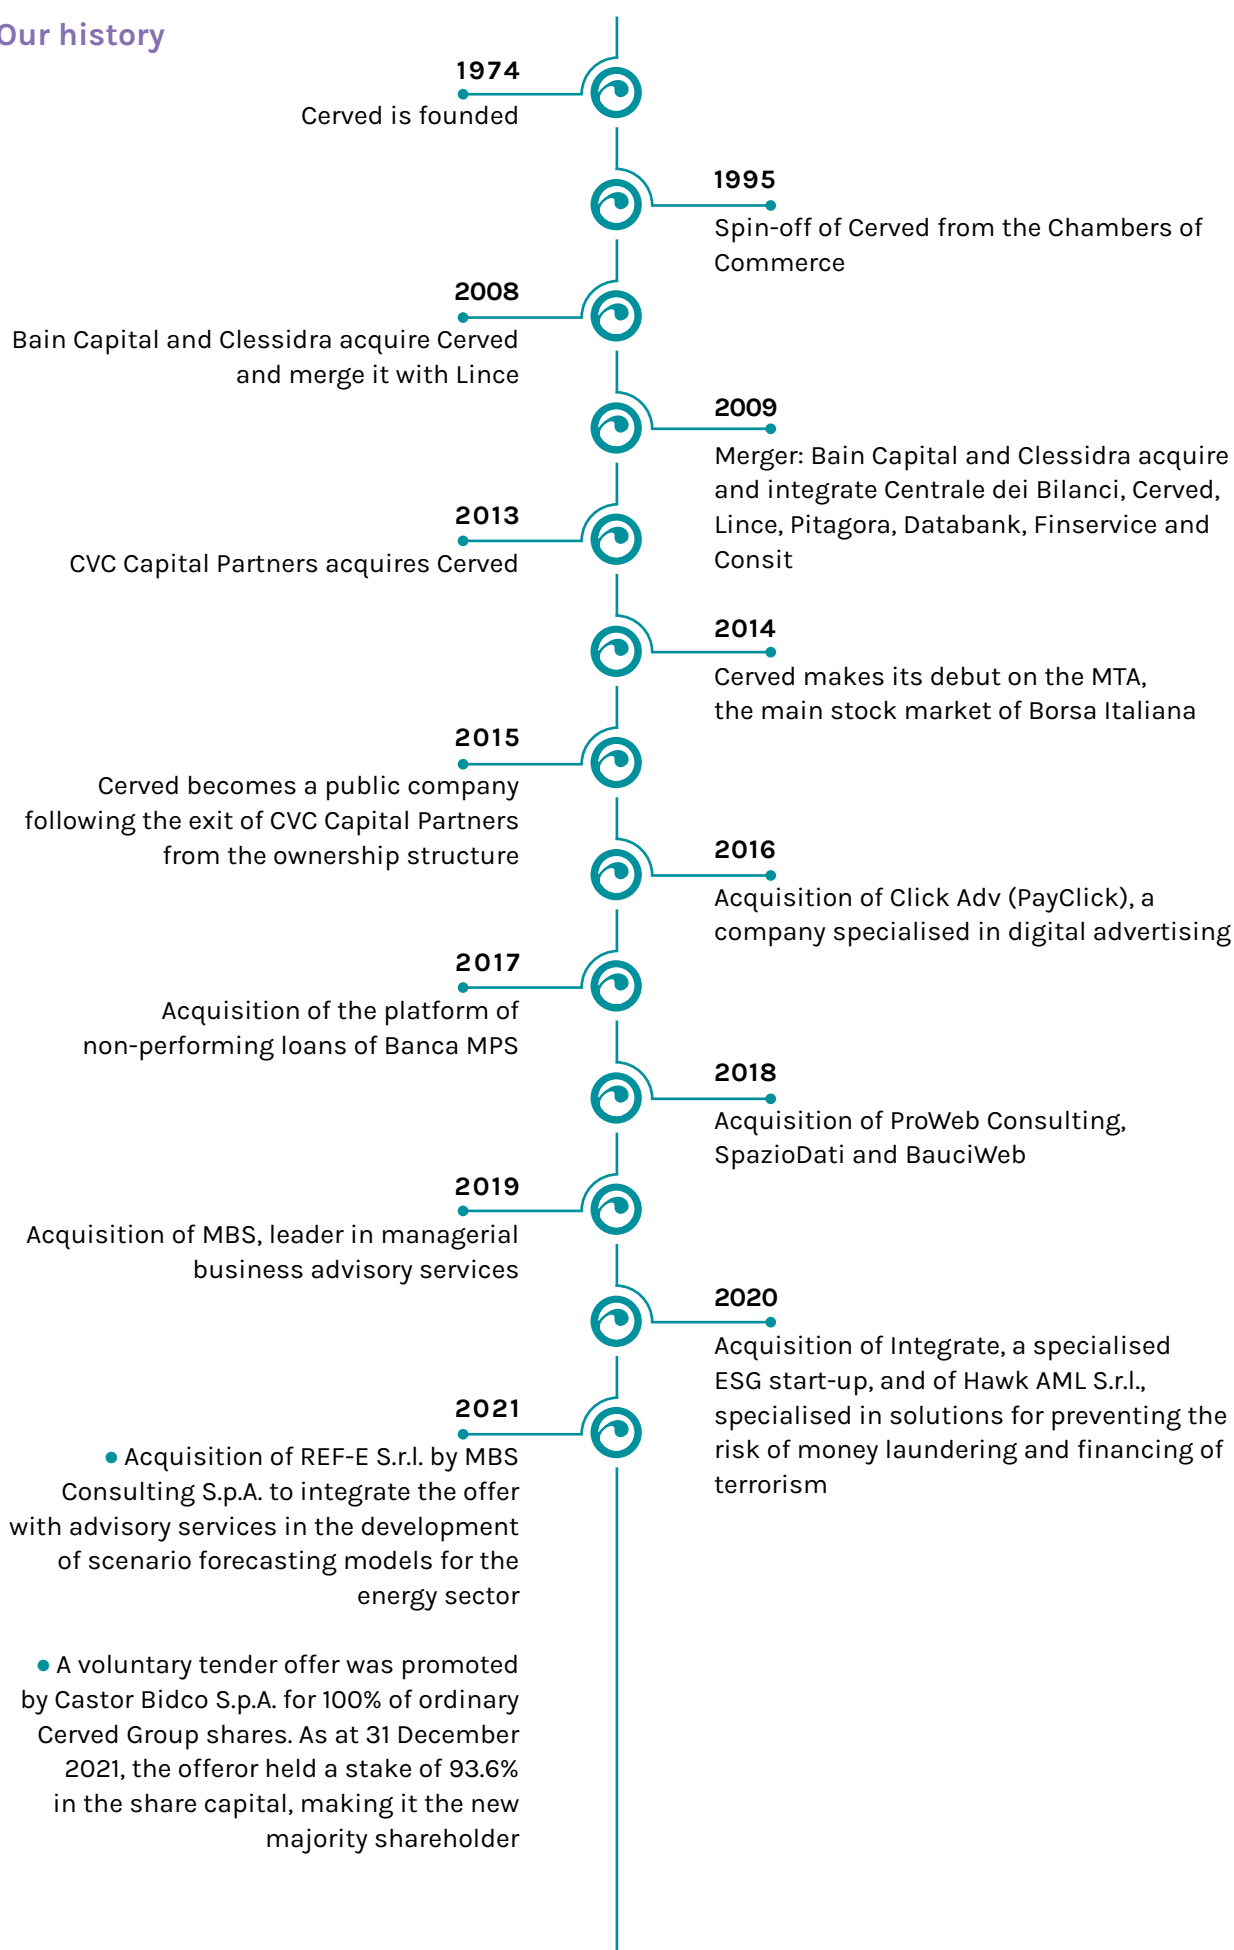 Our history
1974
Cerved is founded
1995
Spin-off of Cerved from the Chambers of
Commerce
2008
Bain Capital and Clessidra acquire Cerved
and merge it with Lince
2009
Merger: Bain Capital and Clessidra acquire
and integrate Centrale dei Bilanci, Cerved,
Lince, Pitagora, Databank, Finservice and
Consit
2013
CVC Capital Partners acquires Cerved
2014
Cerved makes its debut on the MTA,
the main stock market of Borsa Italiana
2015
Cerved becomes a public company
following the exit of CVC Capital Partners
from the ownership structure
2016
Acquisition of Click Adv (PayClick), a
company specialised in digital advertising
2017
Acquisition of the platform of
non-performing loans of Banca MPS
2018
Acquisition of ProWeb Consulting,
SpazioDati and BauciWeb
2019
Acquisition of MBS, leader in managerial
business advisory services
2020
Acquisition of Integrate, a specialised
ESG start-up, and of Hawk AML S.r.l.,
specialised in solutions for preventing the
risk of money laundering and financing of
terrorism
2021
● Acquisition of REF-E S.r.l. by MBS
Consulting S.p.A. to integrate the offer
with advisory services in the development
of scenario forecasting models for the
energy sector
● A voluntary tender offer was promoted
by Castor Bidco S.p.A. for 100% of ordinary
Cerved Group shares. As at 31 December
2021, the offeror held a stake of 93.6%
in the share capital, making it the new
majority shareholder